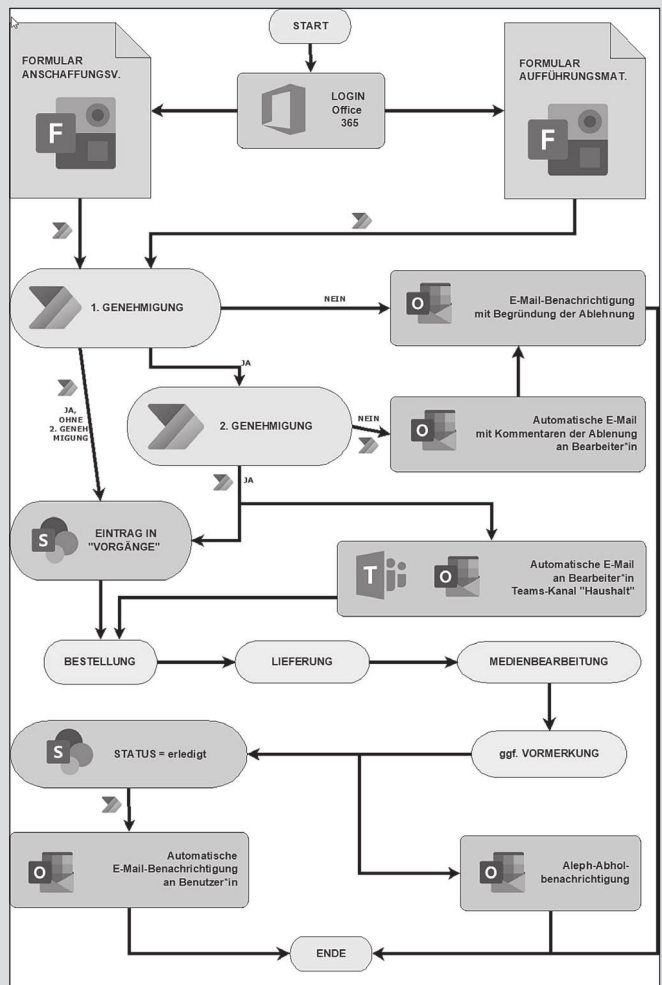 START
FORMULAR
ANSCHAFFUNGSV.
F
LOGIN
Office
365
FORMULAR
AUFFÜHRUNGSMAT.
F
1. GENEHMIGUNG
NEIN
O
E-Mail-Benachrichtigung
mit Begründung der Ablehnung
JA
JA,
OHNE
2. GENEH
MIGUNG
2. GENEHMIGUNG
NEIN
O
Automatische E-Mail
mit Kommentaren der Ablenung
an Bearbeiter*in
JA
S
EINTRAG IN
"VORGÄNGE"
T
O
Automatische E-Mail
an Bearbeiter*in
Teams-Kanal "Haushalt"
BESTELLUNG
LIEFERUNG
MEDIENBEARBEITUNG
S
STATUS = erledigt
ggf. VORMERKUNG
O
Automatische
E-Mail-Benachrichtigung
an Benutzer*in
O
Aleph-Abhol-
benachrichtigung
ENDE